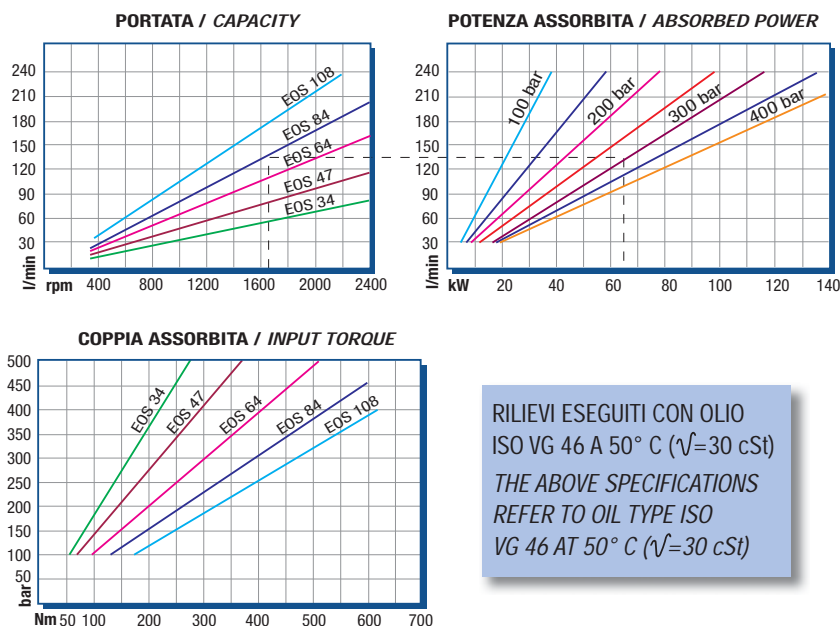 PORTATA / CAPACITY
240
210
180
150
120
90
60
30
l/min
rpm 400 800 1200 1600 2000 2400
EOS 108
EOS 84
EOS 64
EOS 47
EOS 34
POTENZA ASSORBITA / ABSORBED POWER
240
210
180
150
120
90
60
30
l/min
kW 20 40 60 80 100 120 140
100 bar
200 bar
300 bar
400 bar
COPPIA ASSORBITA / INPUT TORQUE
500
450
400
350
300
250
200
150
100
50
bar
Nm 50 100 200 300 400 500 600 700
EOS 34
EOS 47
EOS 64
EOS 84
EOS 108
RILIEVI ESEGUITI CON OLIO
ISO VG 46 A 50° C (√=30 cSt)
THE ABOVE SPECIFICATIONS
REFER TO OIL TYPE ISO
VG 46 AT 50° C (√=30 cSt)